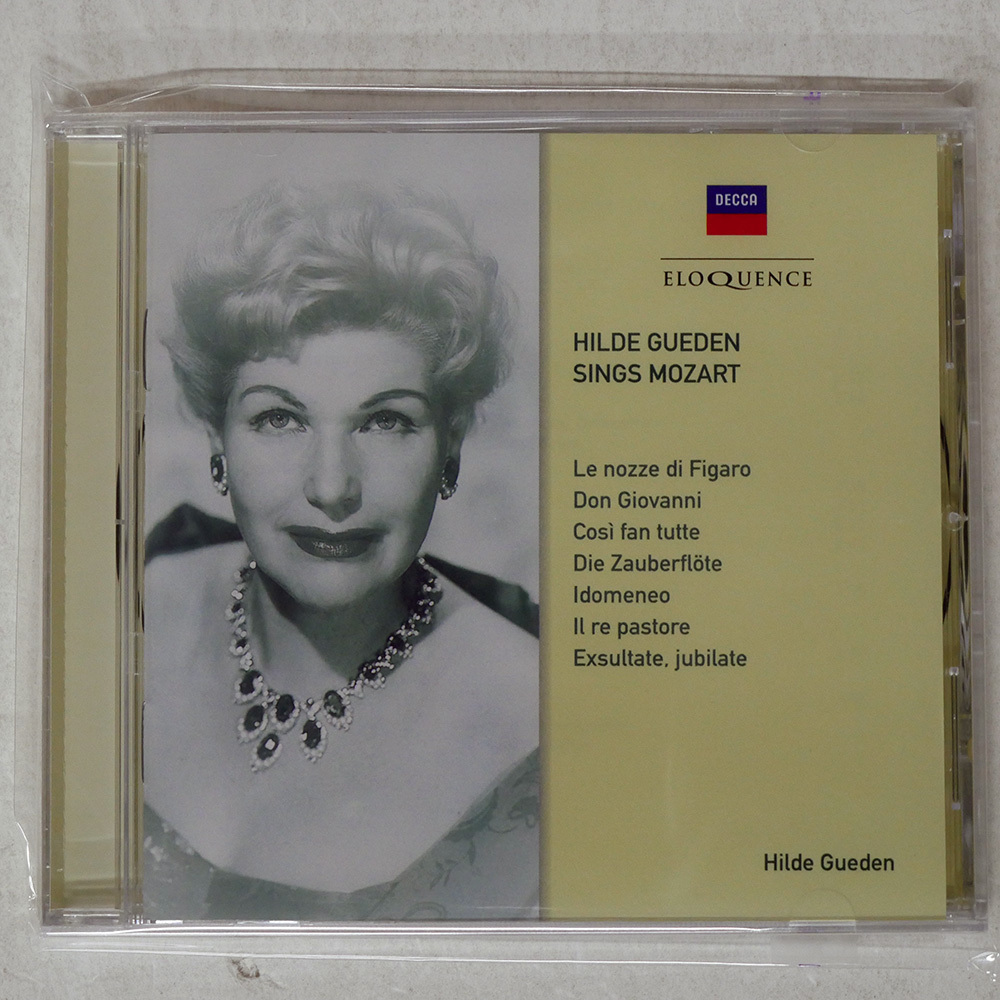 DECCA
ELOQUENCE
HILDE GUEDEN
SINGS MOZART
Le nozze di Figaro
Don Giovanni
Così fan tutte
Die Zauberflöte
Idomeneo
Il re pastore
Exsultate, jubilate
Hilde Gueden